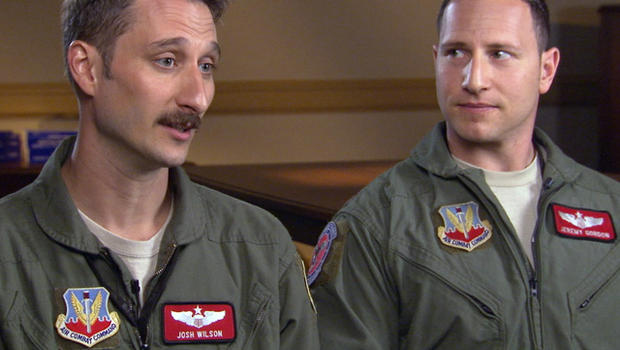 AIR COMBAT COMMAND
JOSH WILSON
AIR COMBAT COMMAND
JEREMY GORDON